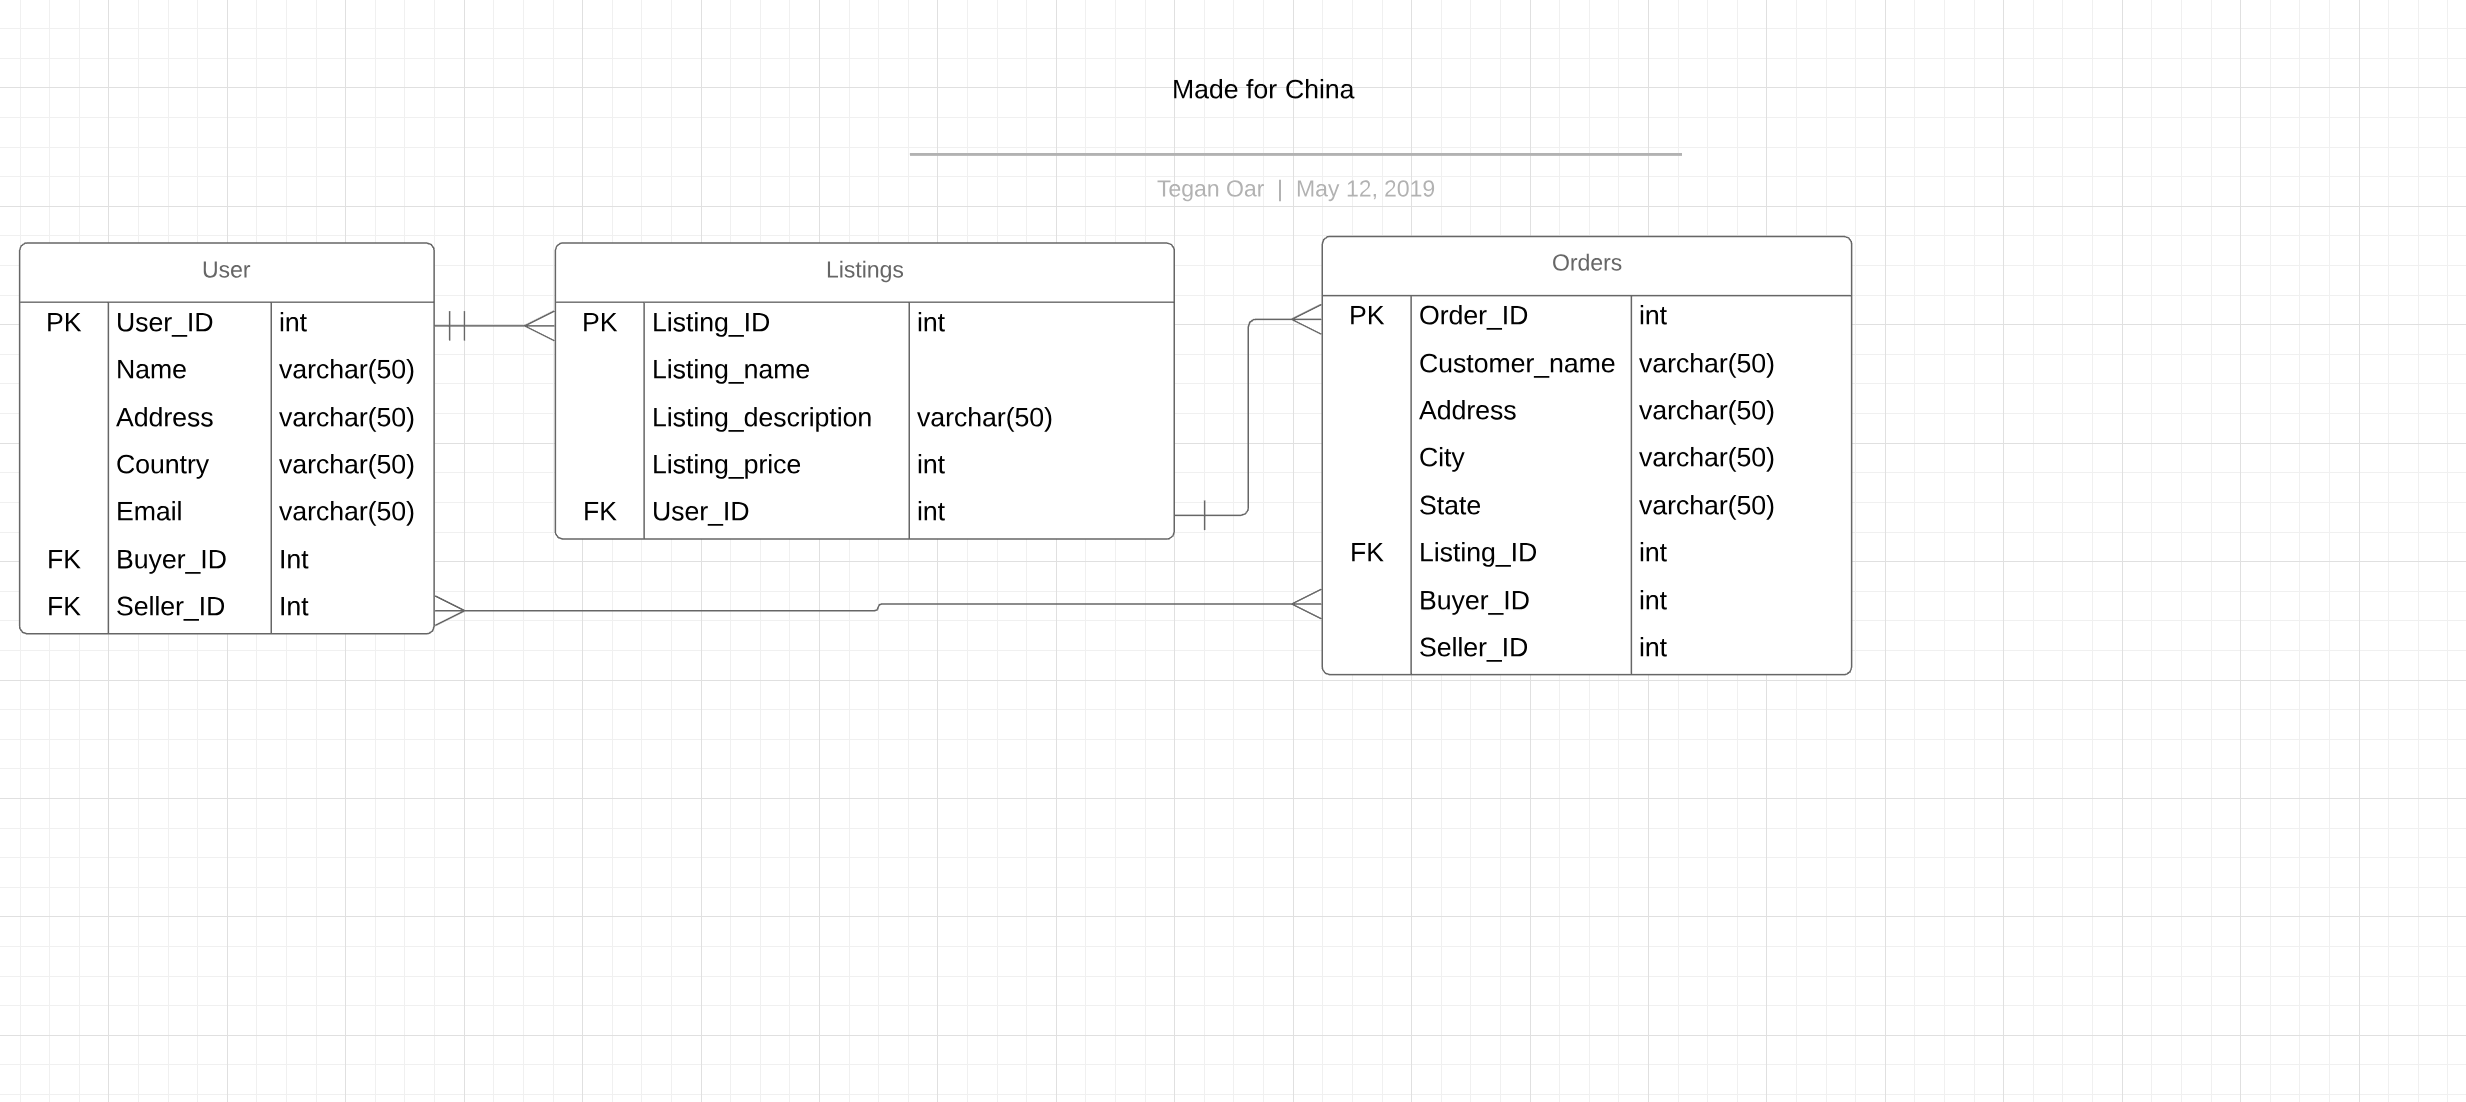 Made for China
Tegan Oar | May 12, 2019
User
PK User_ID int
Name varchar(50)
Address varchar(50)
Country varchar(50)
Email varchar(50)
FK Buyer_ID Int
FK Seller_ID Int
Listings
PK Listing_ID int
Listing_name
Listing_description varchar(50)
Listing_price int
FK User_ID int
Orders
PK Order_ID int
Customer_name varchar(50)
Address varchar(50)
City varchar(50)
State varchar(50)
FK Listing_ID int
Buyer_ID int
Seller_ID int